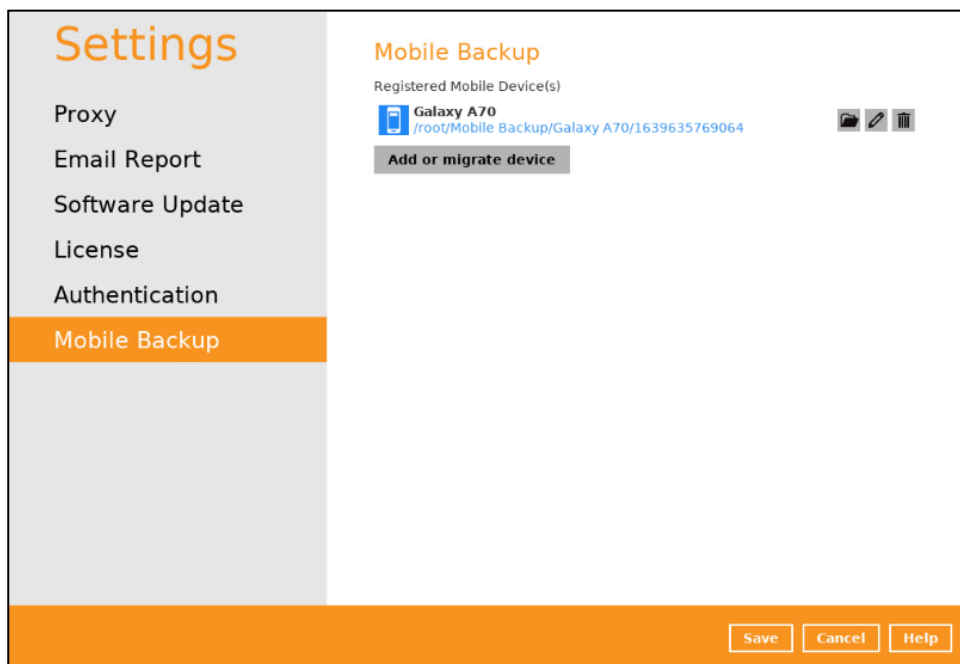 Settings
Proxy
Email Report
Software Update
License
Authentication
Mobile Backup
Mobile Backup
Registered Mobile Device(s)
Galaxy A70
/root/Mobile Backup/Galaxy A70/1639635769064
Add or migrate device
Save Cancel Help